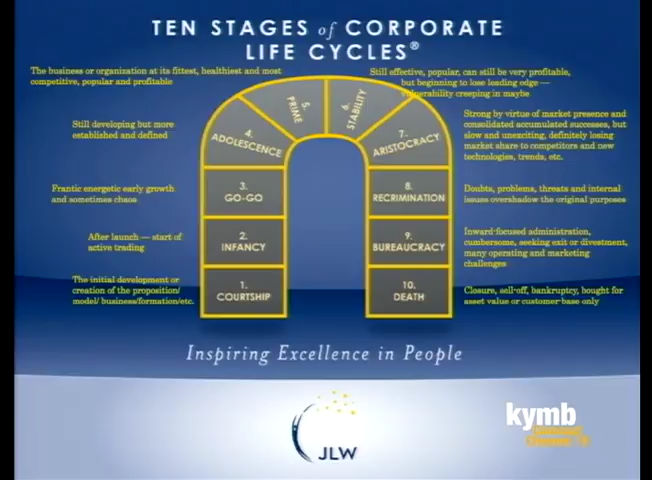 TEN STAGES of CORPORATE
LIFE CYCLES®
The business or organization at its fittest, healthiest and most
competitive, popular and profitable
Still effective, popular, can still be very profitable,
but beginning to lose leading edge —
vulnerability creeping in maybe
5.
PRIME
6.
STABILITY
Still developing but more
established and defined
4.
ADOLESCENCE
7.
ARISTOCRACY
Strong by virtue of market presence and
consolidated accumulated successes, but
slow and unexciting, definitely losing
market share to competitors and new
technologies, trends, etc.
Frantic energetic early growth
and sometimes chaos
3.
GO-GO
8.
RECRIMINATION
Doubts, problems, threats and internal
issues overshadow the original purposes
After launch — start of
active trading
2.
INFANCY
9.
BUREAUCRACY
Inward-focused administration,
cumbersome, seeking exit or divestment,
many operating and marketing
challenges
The initial development or
creation of the proposition/
model/ business/formation/etc.
1.
COURTSHIP
10.
DEATH
Closure, sell-off, bankruptcy, bought for
asset value or customer-base only
Inspiring Excellence in People
JLW
kymb